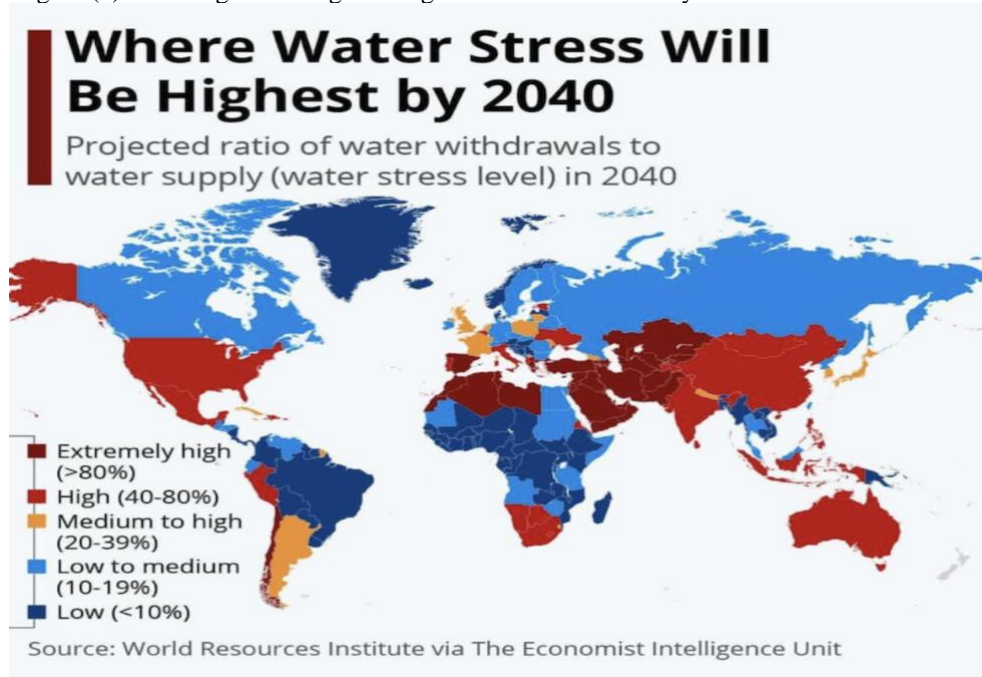 Where Water Stress Will
Be Highest by 2040
Projected ratio of water withdrawals to
water supply (water stress level) in 2040
Extremely high
(>80%)
High (40-80%)
Medium to high
(20-39%)
Low to medium
(10-19%)
Low (<10%)
Source: World Resources Institute via The Economist Intelligence Unit